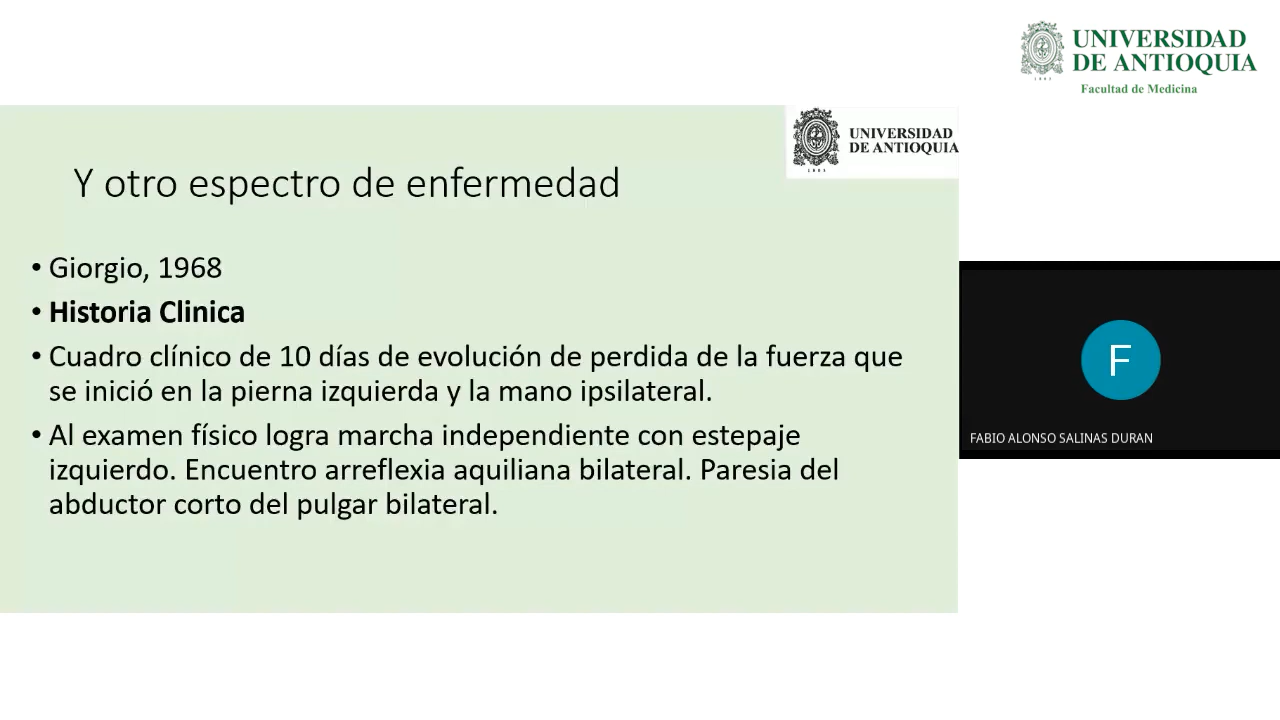 UNIVERSIDAD
DE ANTIOQUIA
1803
Facultad de Medicina
UNIVERSIDAD
DE ANTIOQUIA
1803
Y otro espectro de enfermedad
• Giorgio, 1968
• Historia Clinica
• Cuadro clínico de 10 días de evolución de perdida de la fuerza que
se inició en la pierna izquierda y la mano ipsilateral.
• Al examen físico logra marcha independiente con estepaje
izquierdo. Encuentro arreflexia aquiliana bilateral. Paresia del
abductor corto del pulgar bilateral.
F
FABIO ALONSO SALINAS DURAN